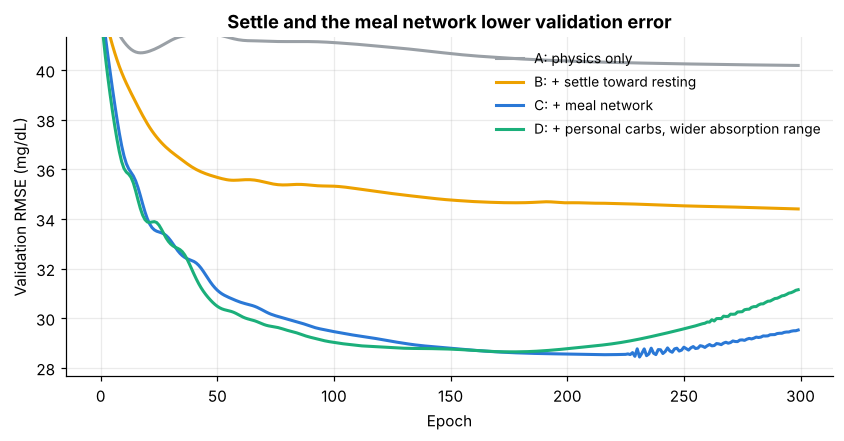 Settle and the meal network lower validation error
A: physics only
B: + settle toward resting
C: + meal network
D: + personal carbs, wider absorption range
Validation RMSE (mg/dL)
40
38
36
34
32
30
28
0 50 100 150 200 250 300
Epoch